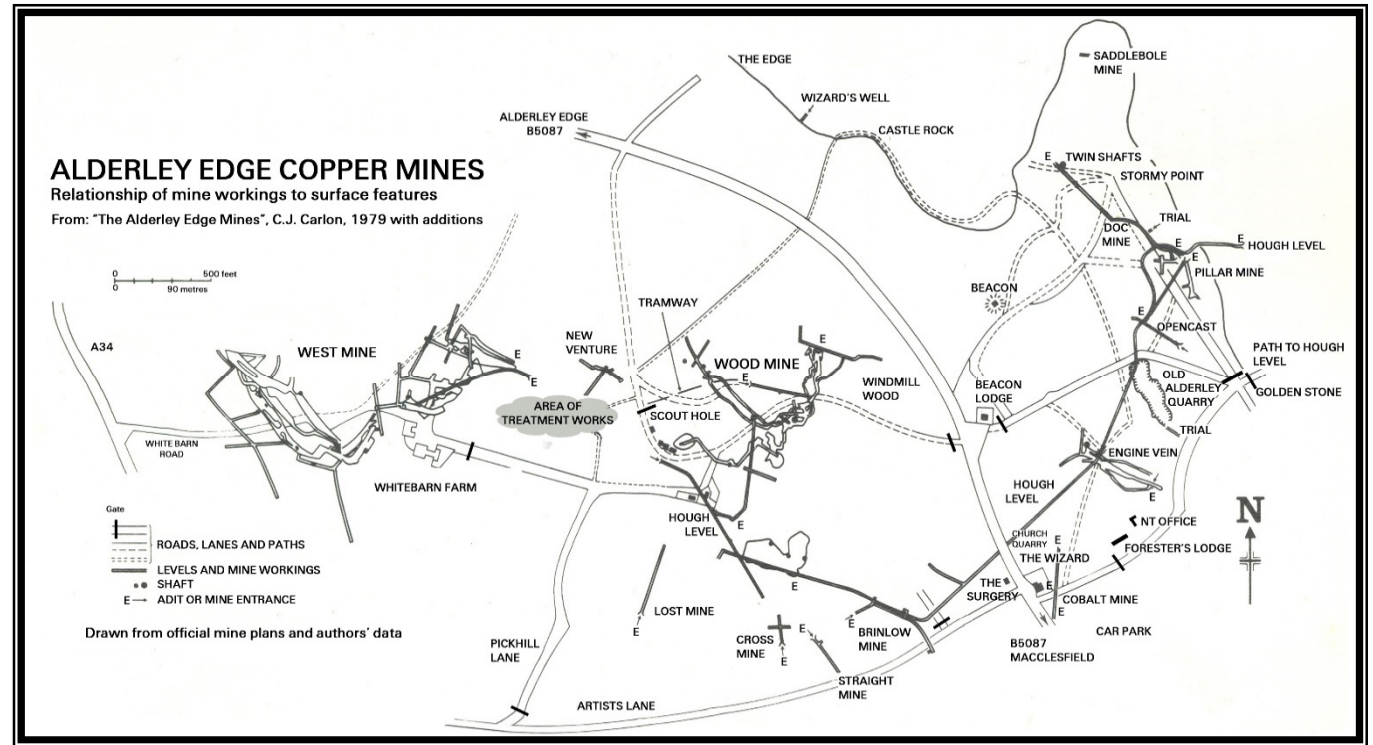 ALDERLEY EDGE COPPER MINES
Relationship of mine workings to surface features
From: "The Alderley Edge Mines", C.J. Carlon, 1979 with additions
0 500 feet
0 90 metres
THE EDGE
WIZARD'S WELL
CASTLE ROCK
ALDERLEY EDGE
B5087
SADDLEBOLE
MINE
E
TWIN SHAFTS
STORMY POINT
TRIAL
DOC
MINE
E
E
E
HOUGH LEVEL
PILLAR MINE
BEACON
E
OPENCAST
PATH TO HOUGH
LEVEL
GOLDEN STONE
OLD
ALDERLEY
QUARRY
TRIAL
A34
WEST MINE
E
E
WHITE BARN
ROAD
WHITEBARN FARM
NEW
VENTURE
TRAMWAY
WOOD MINE
E
E
AREA OF
TREATMENT WORKS
SCOUT HOLE
WINDMILL
WOOD
BEACON
LODGE
ENGINE VEIN
E
HOUGH
LEVEL
HOUGH
LEVEL
E
NT OFFICE
FORESTER'S LODGE
CHURCH
QUARRY
E
THE WIZARD
E
E
THE
SURGERY
COBALT MINE
CAR PARK
B5087
MACCLESFIELD
E
LOST MINE
E
CROSS
MINE
E
E
E
BRINLOW
MINE
STRAIGHT
MINE
PICKHILL
LANE
ARTISTS LANE
N
Gate
ROADS, LANES AND PATHS
LEVELS AND MINE WORKINGS
SHAFT
E ADIT OR MINE ENTRANCE
Drawn from official mine plans and authors' data